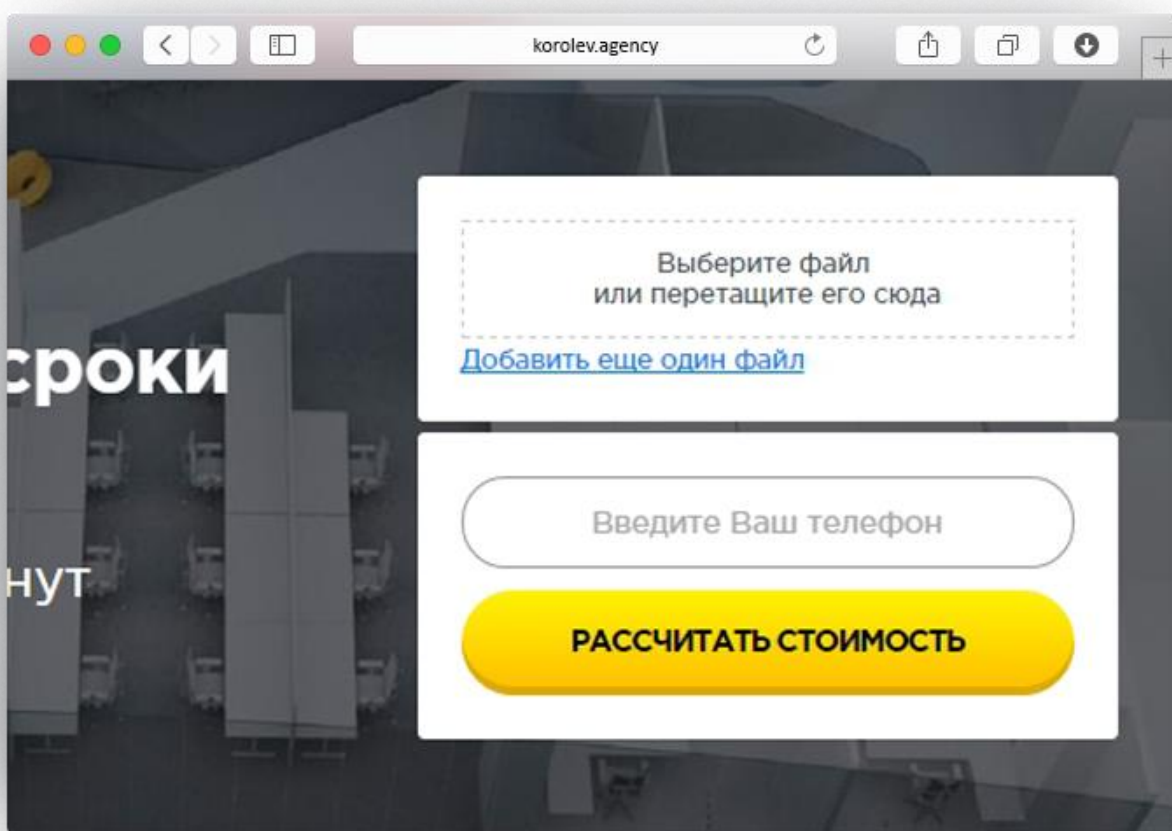 korolev.agency
Выберите файл
или перетащите его сюда
Добавить еще один файл
сроки
Введите Ваш телефон
нут
РАССЧИТАТЬ СТОИМОСТЬ